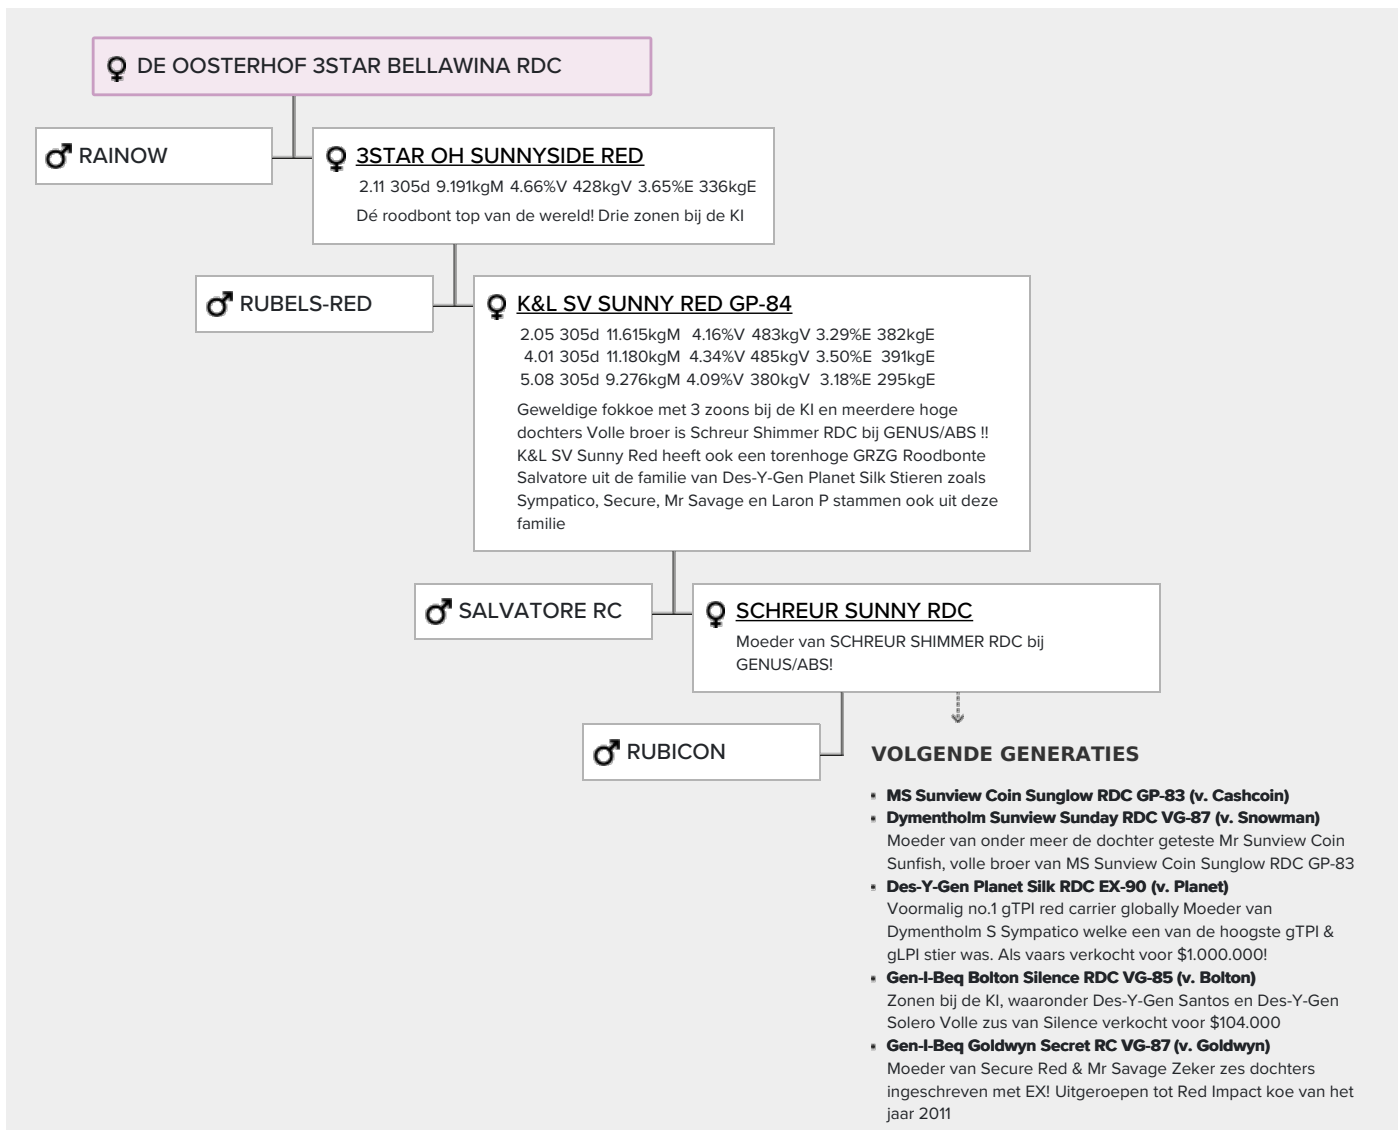 DE OOSTERHOF 3STAR BELLAWINA RDC
RAINOW
3STAR OH SUNNYSIDE RED
2.11 305d 9.191kgM 4.66%V 428kgV 3.65%E 336kgE
Dé roodbont top van de wereld! Drie zonen bij de KI
RUBELS-RED
K&L SV SUNNY RED GP-84
2.05 305d 11.615kgM 4.16%V 483kgV 3.29%E 382kgE
4.01 305d 11.180kgM 4.34%V 485kgV 3.50%E 391kgE
5.08 305d 9.276kgM 4.09%V 380kgV 3.18%E 295kgE
Geweldige fokkoe met 3 zoons bij de KI en meerdere hoge
dochters Volle broer is Schreur Shimmer RDC bij GENUS/ABS !!
K&L SV Sunny Red heeft ook een torenhoge GRZG Roodbonte
Salvatore uit de familie van Des-Y-Gen Planet Silk Stieren zoals
Sympatico, Secure, Mr Savage en Laron P stammen ook uit deze
familie
SALVATORE RC
SCHREUR SUNNY RDC
Moeder van SCHREUR SHIMMER RDC bij
GENUS/ABS!
RUBICON
VOLGENDE GENERATIES
MS Sunview Coin Sunglow RDC GP-83 (v. Cashcoin)
Dymentholm Sunview Sunday RDC VG-87 (v. Snowman)
Moeder van onder meer de dochter geteste Mr Sunview Coin
Sunfish, volle broer van MS Sunview Coin Sunglow RDC GP-83
Des-Y-Gen Planet Silk RDC EX-90 (v. Planet)
Voormalig no.1 gTPI red carrier globally Moeder van
Dymentholm S Sympatico welke een van de hoogste gTPI &
gLPI stier was. Als vaars verkocht voor $1.000.000!
Gen-I-Beq Bolton Silence RDC VG-85 (v. Bolton)
Zonen bij de KI, waaronder Des-Y-Gen Santos en Des-Y-Gen
Solero Volle zus van Silence verkocht voor $104.000
Gen-I-Beq Goldwyn Secret RC VG-87 (v. Goldwyn)
Moeder van Secure Red & Mr Savage Zeker zes dochters
ingeschreven met EX! Uitgeroepen tot Red Impact koe van het
jaar 2011